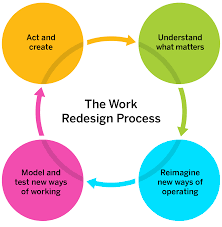 Act and
create
Understand
what matters
The Work
Redesign Process
Model and
test new ways
of working
Reimagine
new ways of
operating